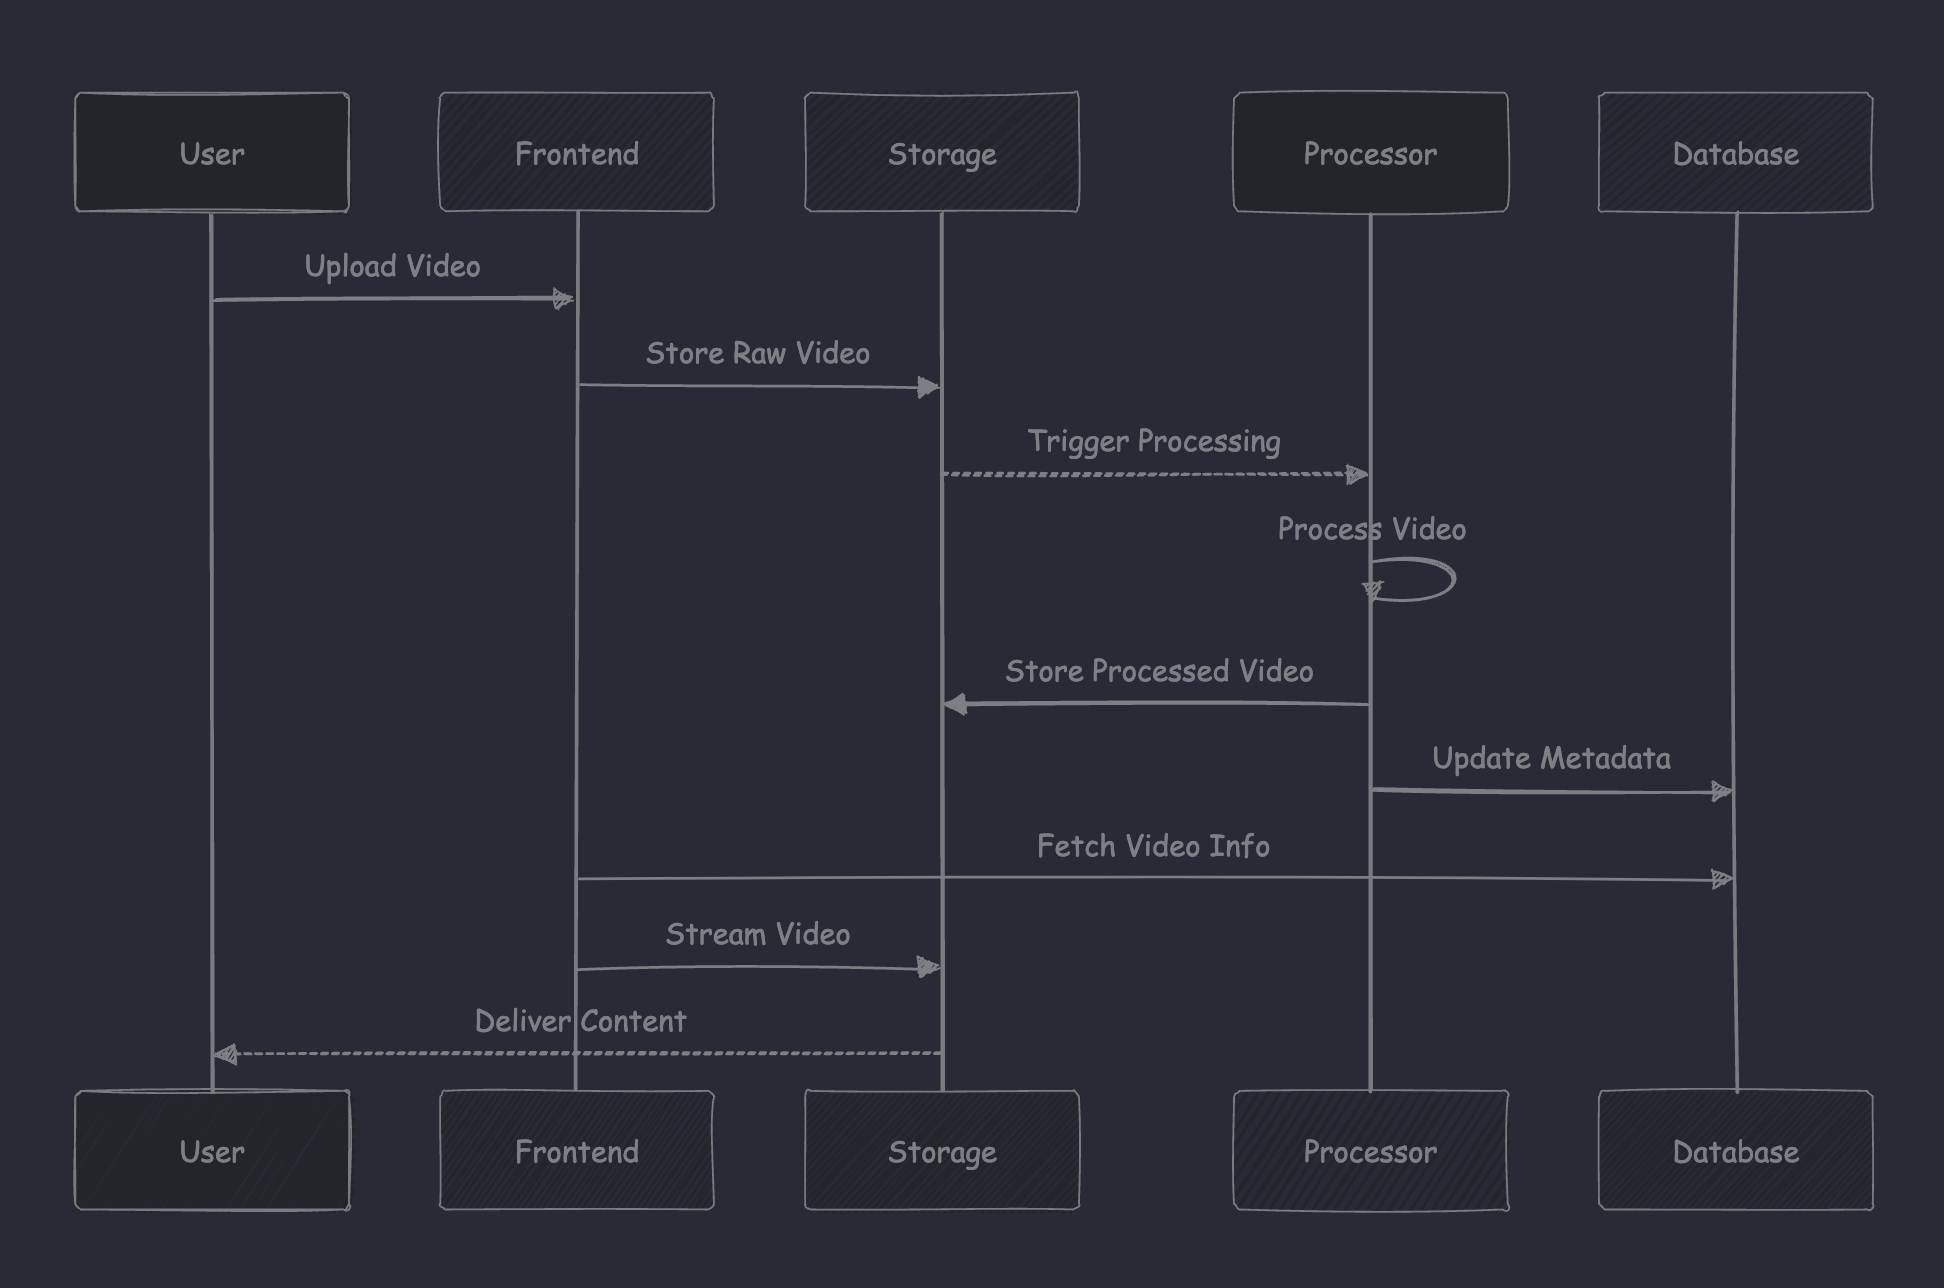 User
Frontend
Storage
Processor
Database
Upload Video
Store Raw Video
Trigger Processing
Process Video
Store Processed Video
Update Metadata
Fetch Video Info
Stream Video
Deliver Content
User
Frontend
Storage
Processor
Database